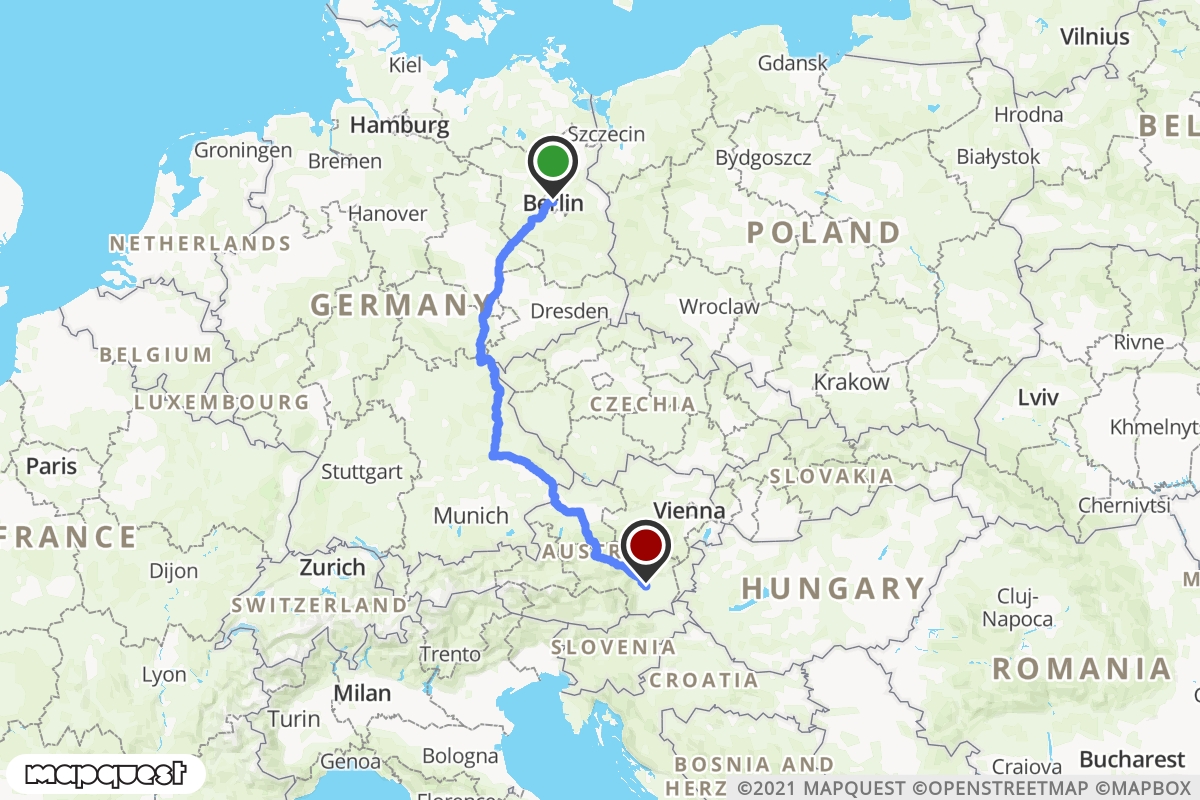 Vilnius
Kiel
Gdansk
Hamburg
Szczecin
Hrodna
BEL
Groningen
Bremen
Bydgoszcz
Białystok
Berlin
Hanover
NETHERLANDS
POLAND
GERMANY
Dresden
Wroclaw
Rivne
BELGIUM
Krakow
LUXEMBOURG
CZECHIA
Lviv
Khmelnyts
Paris
Stuttgart
SLOVAKIA
Munich
Vienna
Chernivtsi
FRANCE
AUSTR
Dijon
Zurich
HUNGARY
M
Cluj-
Napoca
SWITZERLAND
SLOVENIA
Trento
ROMANIA
Lyon
CROATIA
Milan
Turin
Bologna
Genoa
BOSNIA AND
HERZ
Craiova
Bucharest
mapquest
©2021 MAPQUEST ©OPENSTREETMAP ©MAPBOX